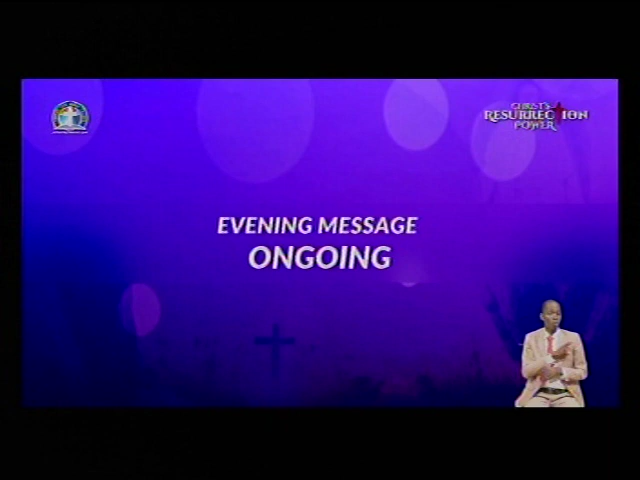 CHRIST'S
RESURRECTION
POWER
EVENING MESSAGE
ONGOING